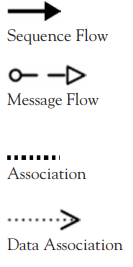 Sequence Flow
Message Flow
Association
Data Association